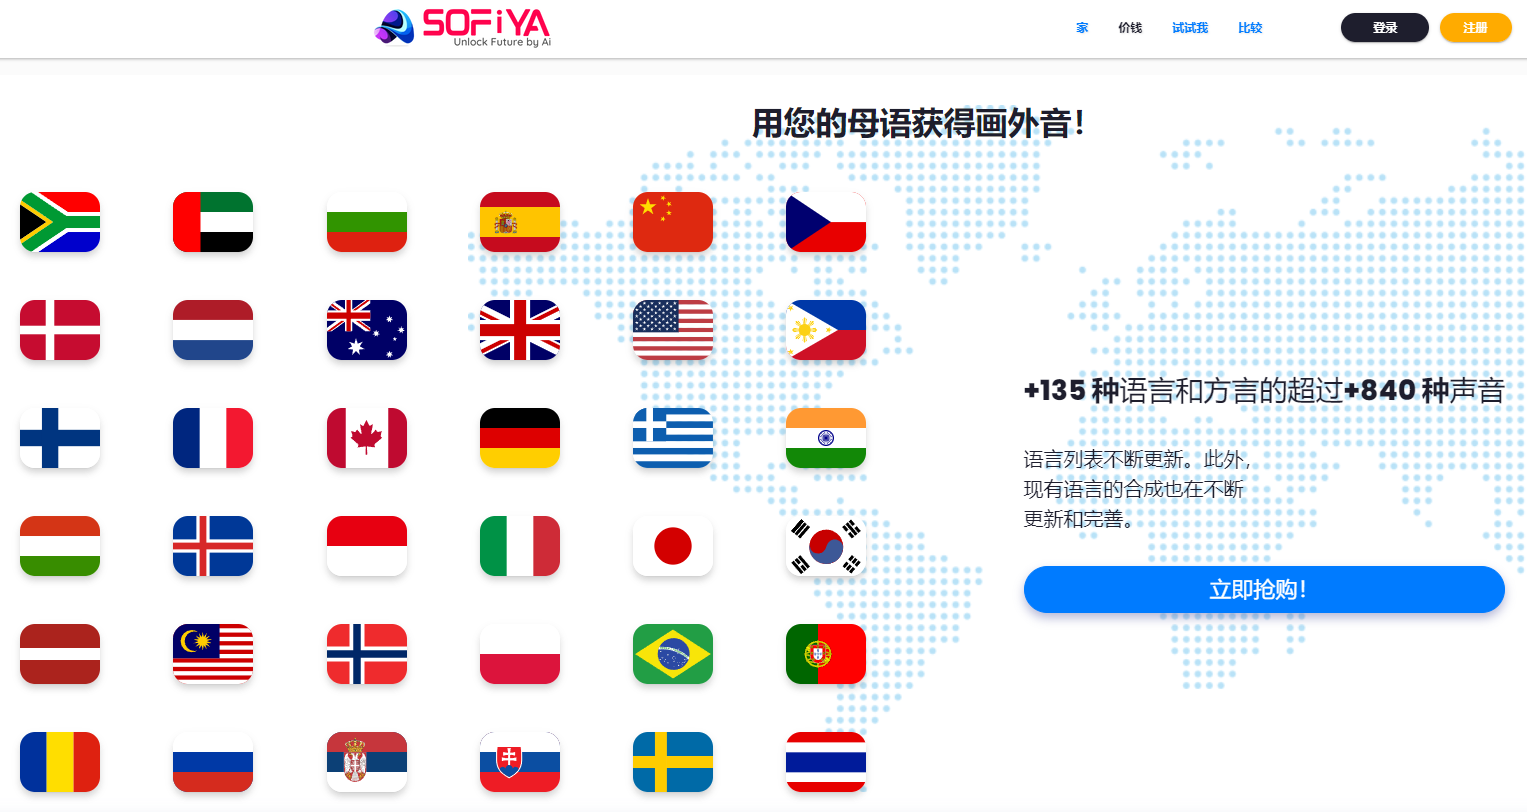 SOFiYA
Unlock Future by Ai
家 价钱 试试我 比较 登录 注册
用您的母语获得画外音！
+135 种语言和方言的超过+840 种声音
语言列表不断更新。此外，
现有语言的合成也在不断
更新和完善。
立即抢购！